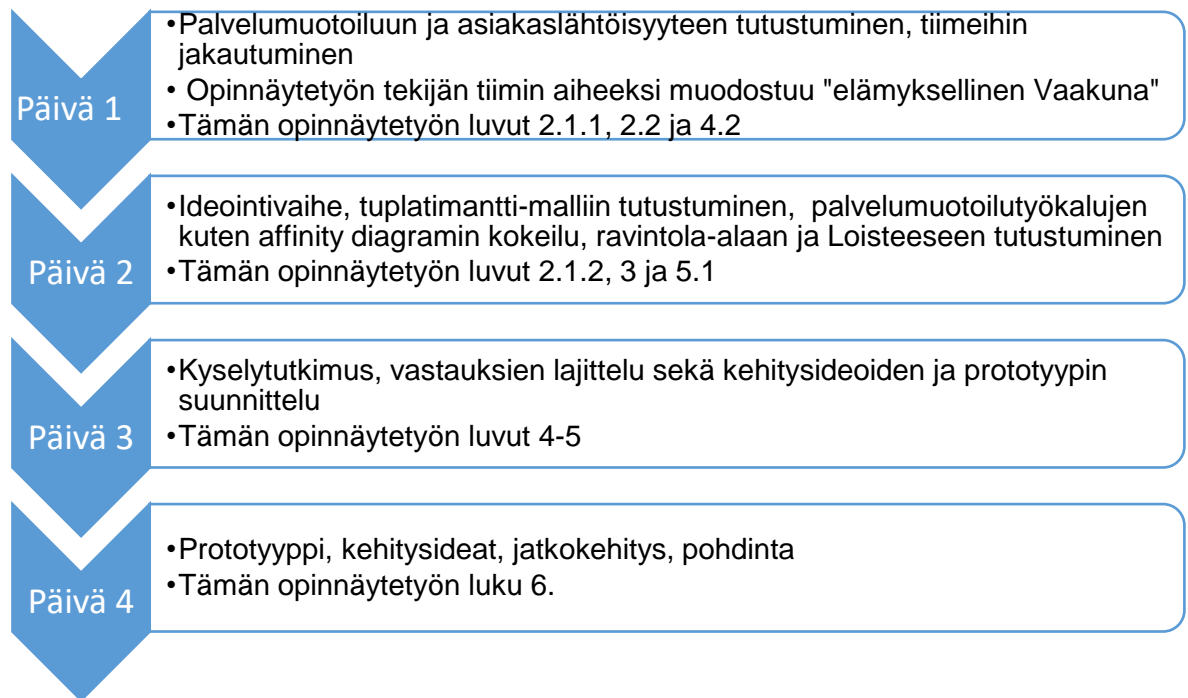 Päivä 1
•Palvelumuotoiluun ja asiakaslähtöisyyteen tutustuminen, tiimeihin
jakautuminen
• Opinnäytetyön tekijän tiimin aiheeksi muodostuu "elämyksellinen Vaakuna"
•Tämän opinnäytetyön luvut 2.1.1, 2.2 ja 4.2
Päivä 2
•Ideointivaihe, tuplatimantti-malliin tutustuminen, palvelumuotoilutyökalujen
kuten affinity diagramin kokeilu, ravintola-alaan ja Loisteeseen tutustuminen
•Tämän opinnäytetyön luvut 2.1.2, 3 ja 5.1
Päivä 3
•Kyselytutkimus, vastauksien lajittelu sekä kehitysideoiden ja prototyypin
suunnittelu
•Tämän opinnäytetyön luvut 4-5
Päivä 4
•Prototyyppi, kehitysideat, jatkokehitys, pohdinta
•Tämän opinnäytetyön luku 6.